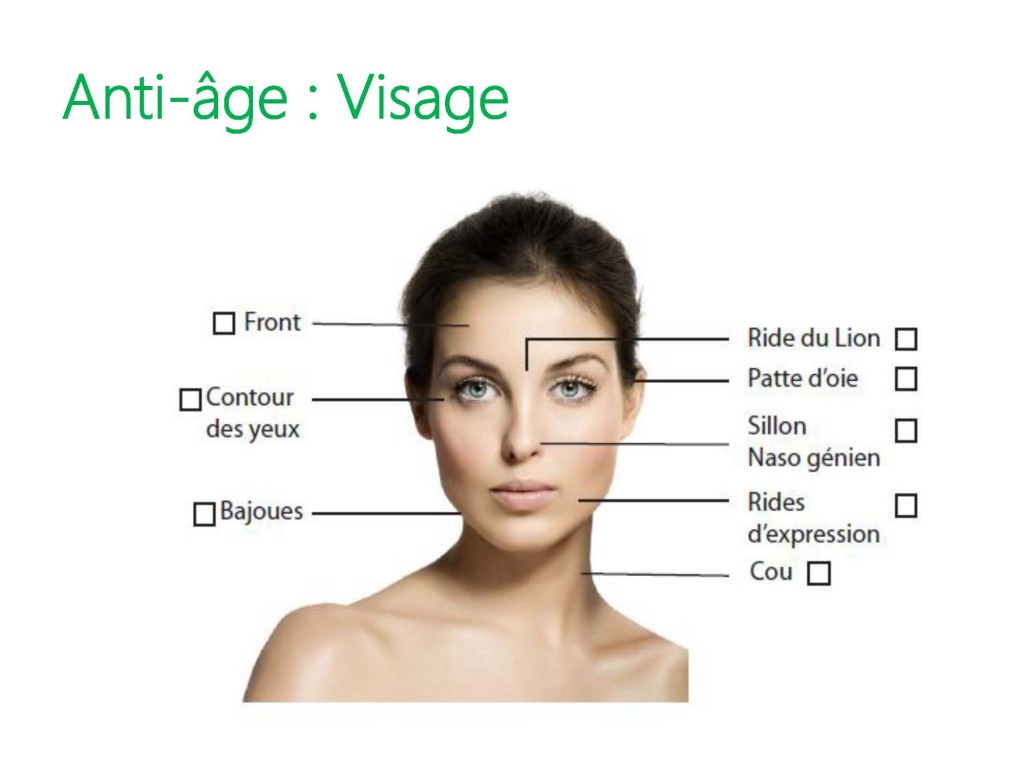 Anti-âge : Visage
Front
Contour
des yeux
Bajoues
Ride du Lion
Patte d'oie
Sillon
Naso génien
Rides
d'expression
Cou